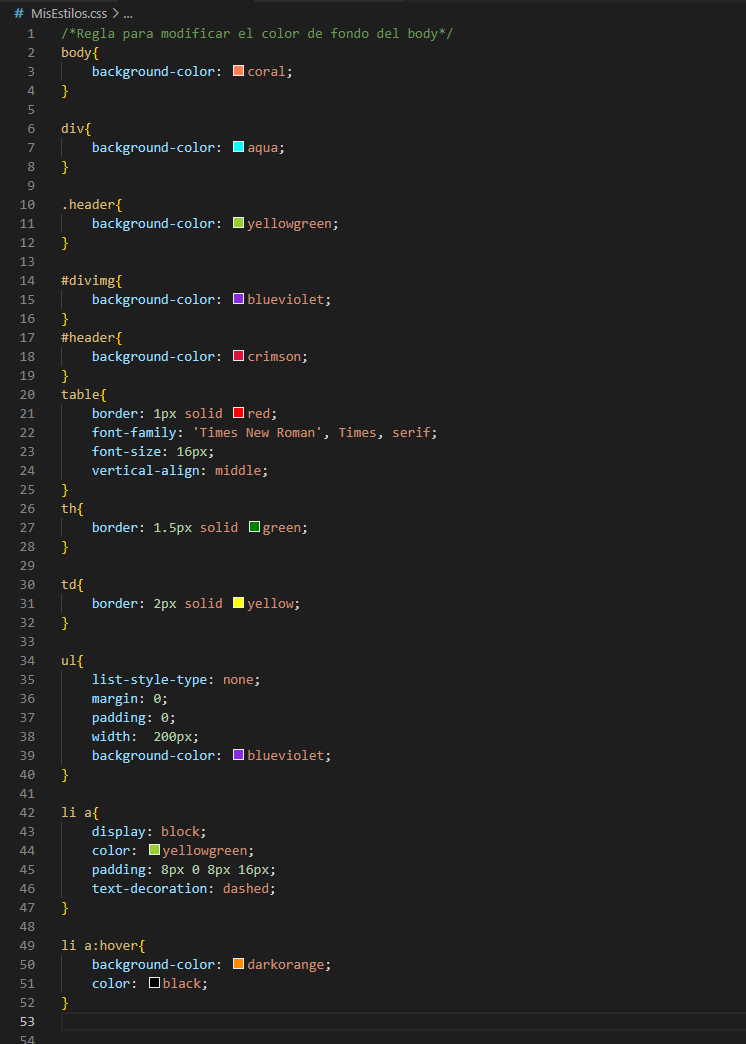 # MisEstilos.css > ...
1 /*Regla para modificar el color de fondo del body*/
2 body{
3     background-color: coral;
4 }
5
6 div{
7     background-color: aqua;
8 }
9
10 .header{
11     background-color: yellowgreen;
12 }
13
14 #divimg{
15     background-color: blueviolet;
16 }
17 #header{
18     background-color: crimson;
19 }
20 table{
21     border: 1px solid red;
22     font-family: 'Times New Roman', Times, serif;
23     font-size: 16px;
24     vertical-align: middle;
25 }
26 th{
27     border: 1.5px solid green;
28 }
29
30 td{
31     border: 2px solid yellow;
32 }
33
34 ul{
35     list-style-type: none;
36     margin: 0;
37     padding: 0;
38     width:  200px;
39     background-color: blueviolet;
40 }
41
42 li a{
43     display: block;
44     color: yellowgreen;
45     padding: 8px 0 8px 16px;
46     text-decoration: dashed;
47 }
48
49 li a:hover{
50     background-color: darkorange;
51     color: black;
52 }
53
54